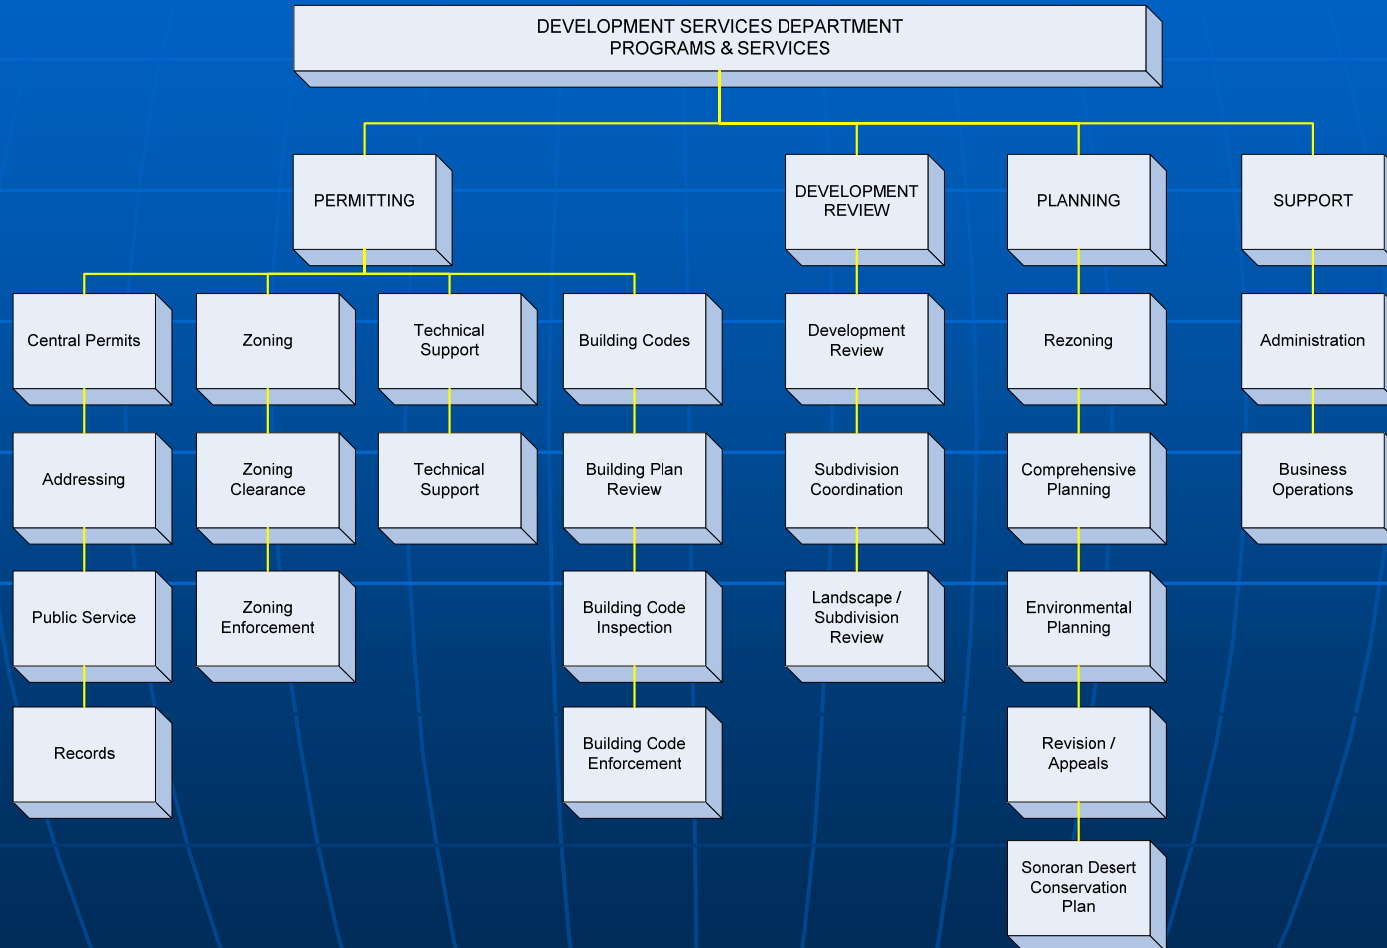 DEVELOPMENT SERVICES DEPARTMENT
PROGRAMS & SERVICES
PERMITTING
DEVELOPMENT
REVIEW
PLANNING
SUPPORT
Central Permits
Zoning
Technical
Support
Building Codes
Development
Review
Rezoning
Administration
Addressing
Zoning
Clearance
Technical
Support
Building Plan
Review
Subdivision
Coordination
Comprehensive
Planning
Business
Operations
Public Service
Zoning
Enforcement
Building Code
Inspection
Landscape /
Subdivision
Review
Environmental
Planning
Records
Building Code
Enforcement
Revision /
Appeals
Sonoran Desert
Conservation
Plan